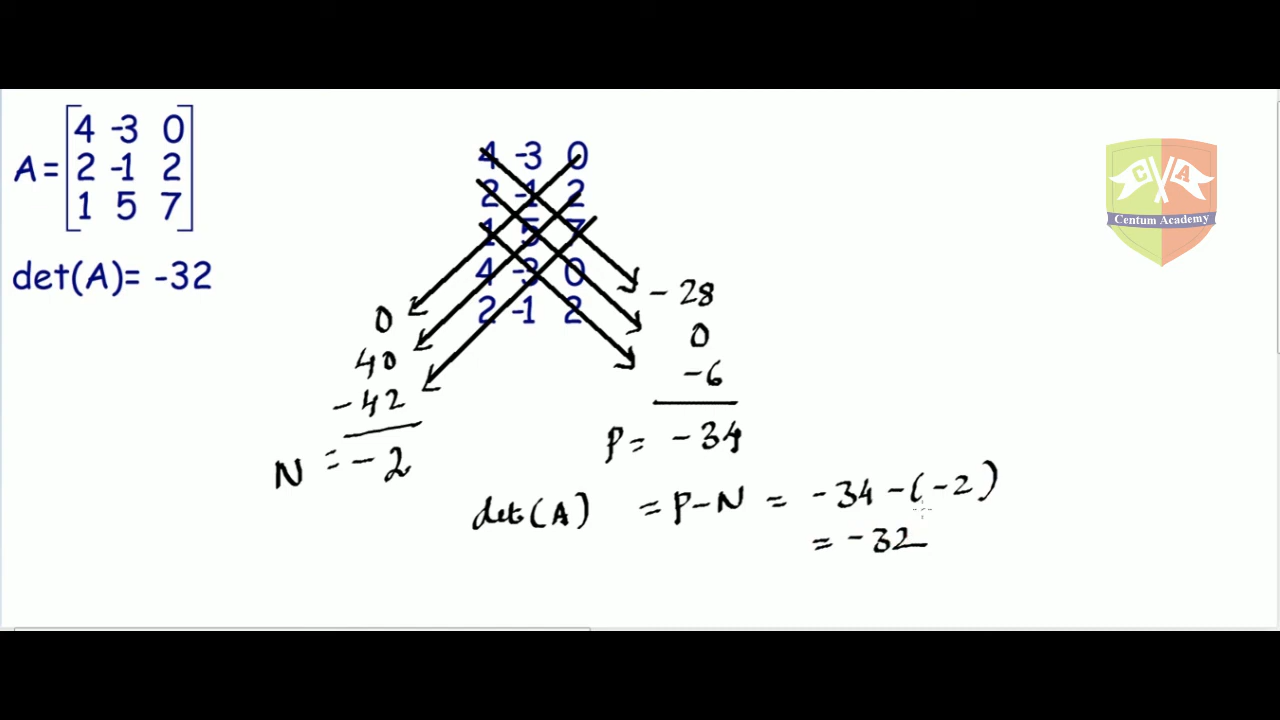 A = [4 -3 0
2 -1 2
1 5 7]
det(A)= -32
4 -3 0
2 -1 2
1 5 7
4 -3 0
2 -1 2
0
40
-42
N = -2
-28
0
-6
P = -34
det(A) = P-N = -34-(-2)
= -32
C A
Centum Academy